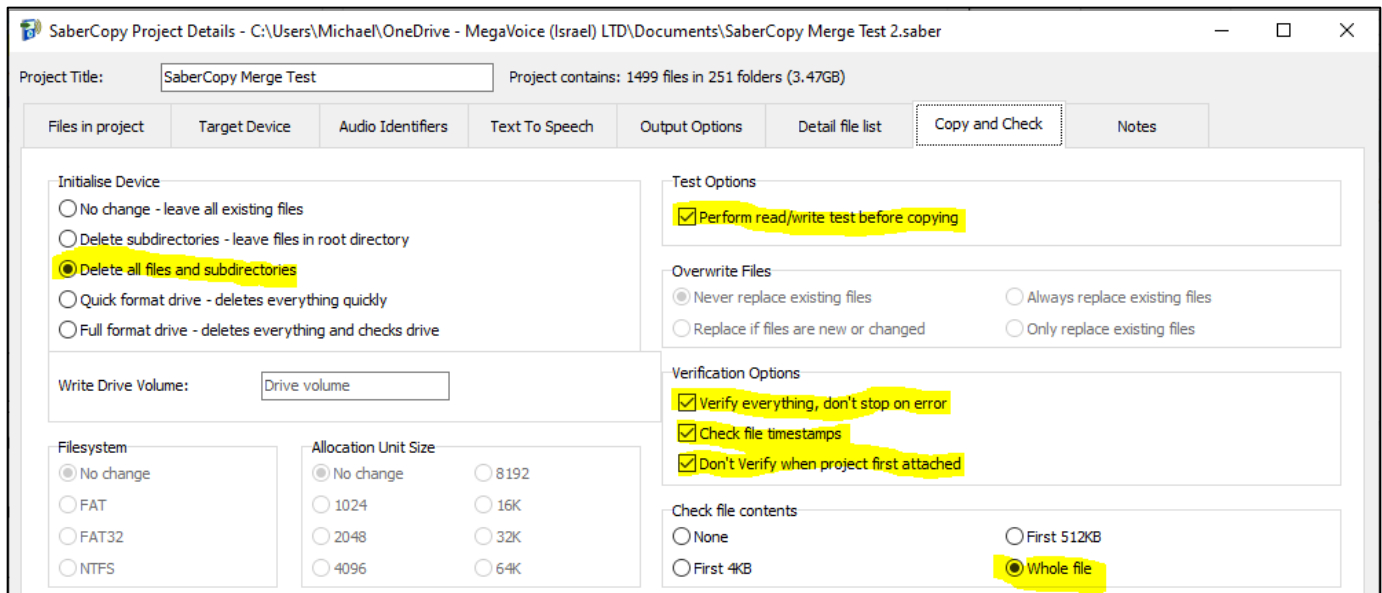 SaberCopy Project Details - C:\Users\Michael\OneDrive - MegaVoice (Israel) LTD\Documents\SaberCopy Merge Test 2.saber
Project Title: SaberCopy Merge Test Project contains: 1499 files in 251 folders (3.47GB)
Files in project Target Device Audio Identifiers Text To Speech Output Options Detail file list Copy and Check Notes
Initialise Device
No change - leave all existing files
Delete subdirectories - leave files in root directory
Delete all files and subdirectories
Quick format drive - deletes everything quickly
Full format drive - deletes everything and checks drive
Write Drive Volume: Drive volume
Filesystem
No change
FAT
FAT32
NTFS
Allocation Unit Size
No change 8192
1024 16K
2048 32K
4096 64K
Test Options
Perform read/write test before copying
Overwrite Files
Never replace existing files Always replace existing files
Replace if files are new or changed Only replace existing files
Verification Options
Verify everything, don't stop on error
Check file timestamps
Don't Verify when project first attached
Check file contents
None First 512KB
First 4KB Whole file